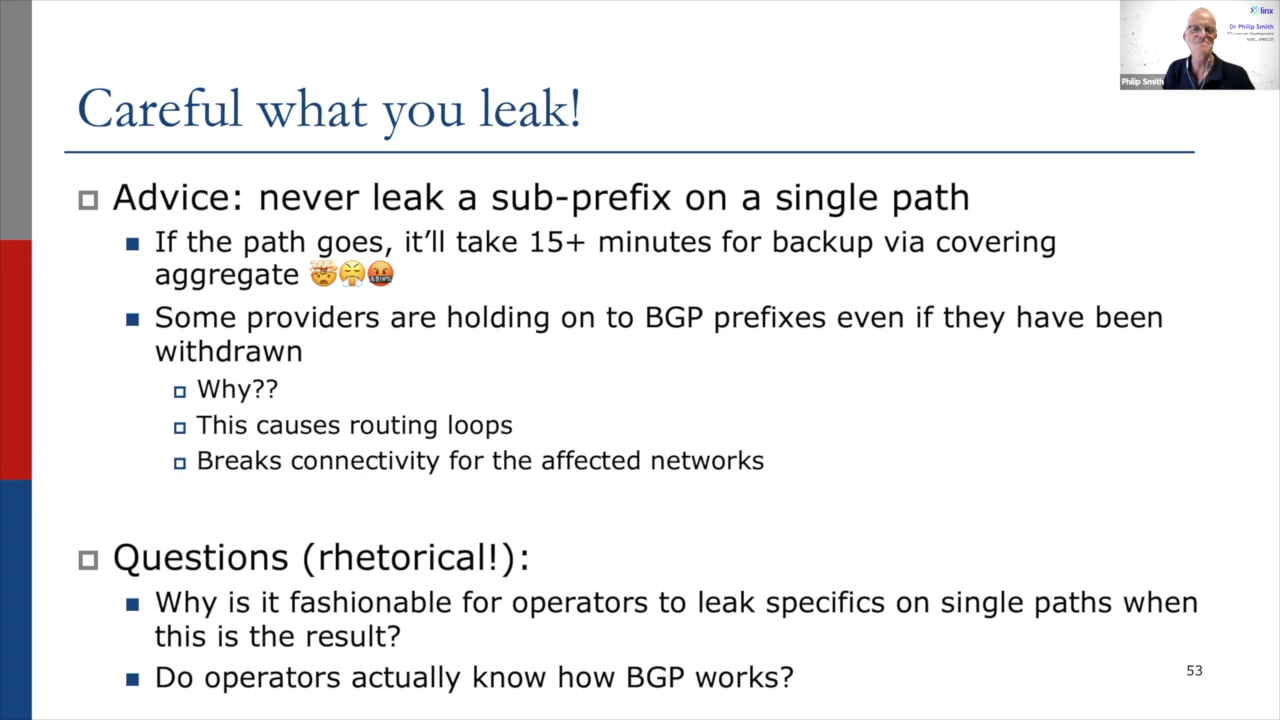 linx
Dr Philip Smith
Philip Smith
Careful what you leak!
Advice: never leak a sub-prefix on a single path
If the path goes, it'll take 15+ minutes for backup via covering
aggregate 🤯😤🤬
Some providers are holding on to BGP prefixes even if they have been
withdrawn
Why??
This causes routing loops
Breaks connectivity for the affected networks
Questions (rhetorical!):
Why is it fashionable for operators to leak specifics on single paths when
this is the result?
Do operators actually know how BGP works?
53